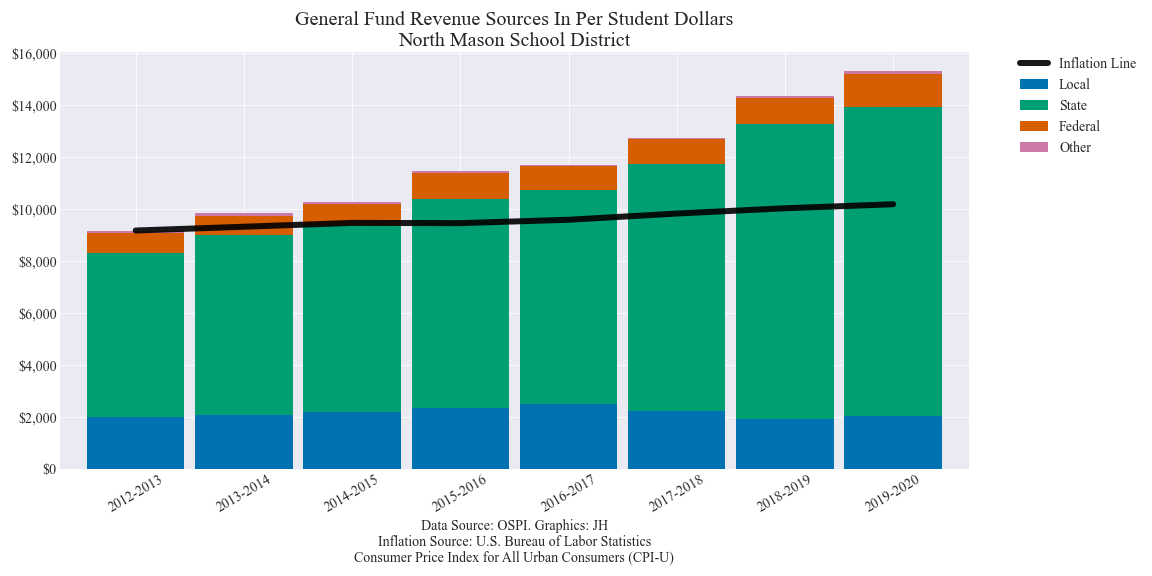 General Fund Revenue Sources In Per Student Dollars
North Mason School District
$16,000
$14,000
$12,000
$10,000
$8,000
$6,000
$4,000
$2,000
$0
Inflation Line
Local
State
Federal
Other
2012-2013
2013-2014
2014-2015
2015-2016
2016-2017
2017-2018
2018-2019
2019-2020
Data Source: OSPI. Graphics: JH
Inflation Source: U.S. Bureau of Labor Statistics
Consumer Price Index for All Urban Consumers (CPI-U)